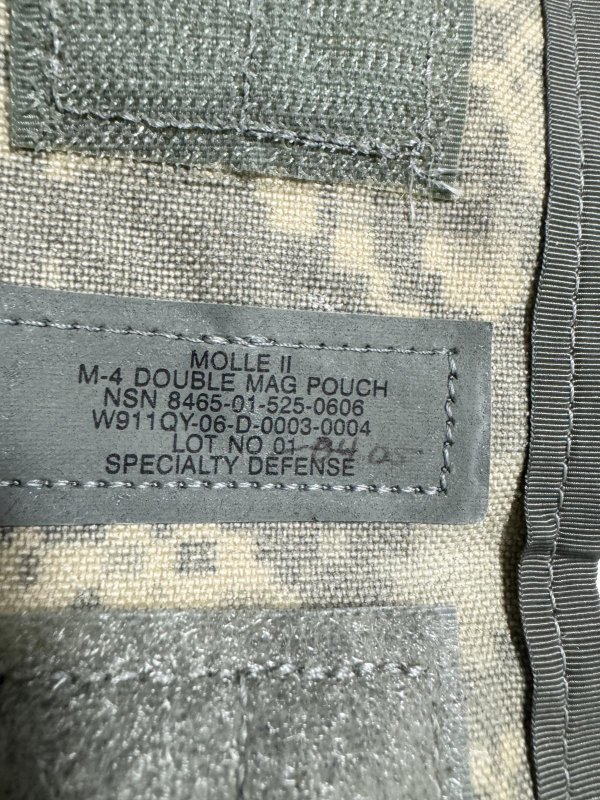 MOLLE II
M-4 DOUBLE MAG POUCH
NSN 8465-01-525-0606
W911QY-06-D-0003-0004
LOT NO 01
SPECIALTY DEFENSE